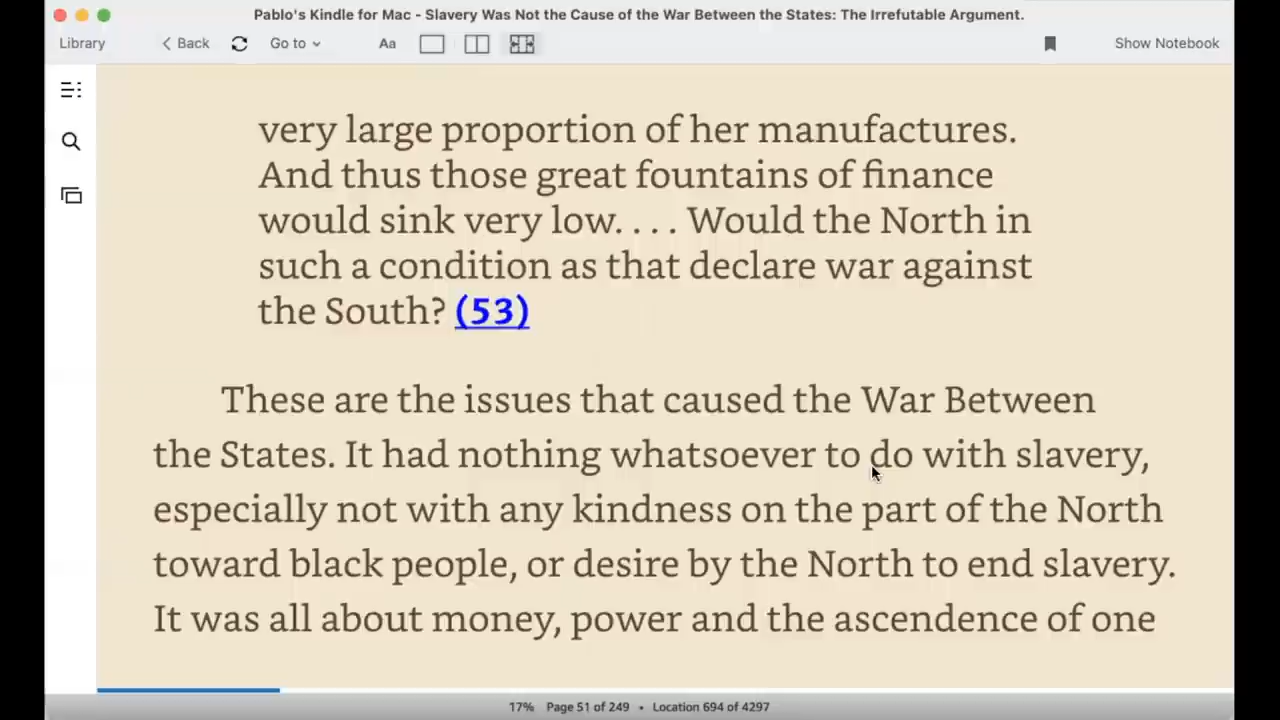 Pablo's Kindle for Mac - Slavery Was Not the Cause of the War Between the States: The Irrefutable Argument.
Library
Back
Go to
Aa
Show Notebook
very large proportion of her manufactures.
And thus those great fountains of finance
would sink very low. . . . Would the North in
such a condition as that declare war against
the South? (53)
These are the issues that caused the War Between
the States. It had nothing whatsoever to do with slavery,
especially not with any kindness on the part of the North
toward black people, or desire by the North to end slavery.
It was all about money, power and the ascendence of one
17% Page 51 of 249 • Location 694 of 4297